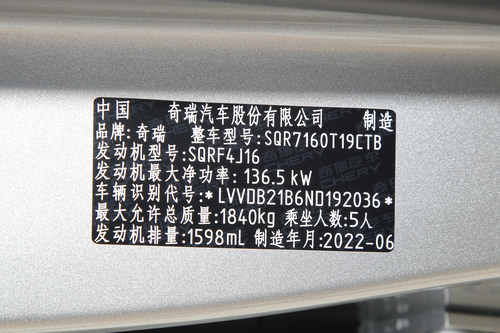 中国 奇瑞汽车股份有限公司 制造
品牌:奇瑞 整车型号:SQR7160T19CTB
发动机型号:SQRF4J16
发动机最大净功率:136.5 kW
车辆识别代号:*LVVDB21B6ND192036*
最大允许总质量:1840kg 乘坐人数:5人
发动机排量:1598mL 制造年月:2022-06